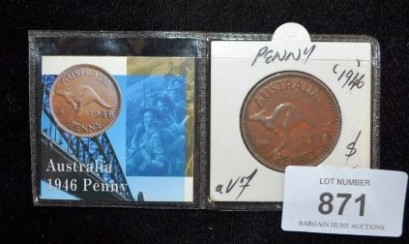 AUSTRALIA
1946
PENNY
Australia
1946 Penny
PENNY
1946
AUSTRALIA
$
aVF
LOT NUMBER
871
BARGAIN HUNT AUCTIONS